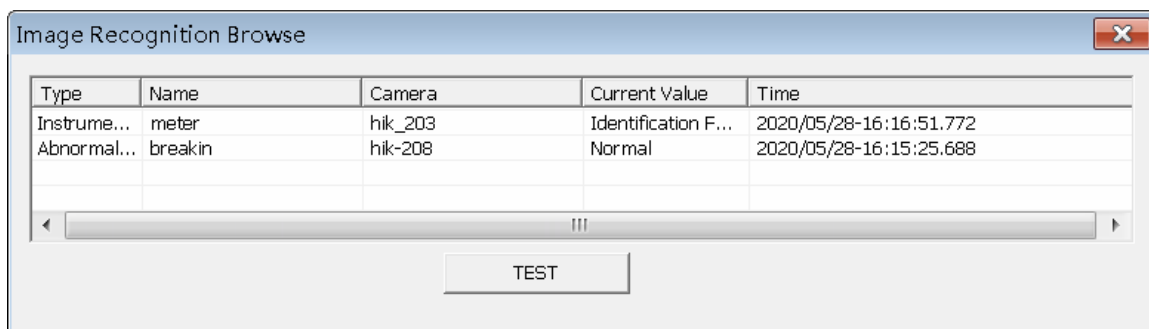 Image Recognition Browse
Type Name Camera Current Value Time
Instrume... meter hik_203 Identification F... 2020/05/28-16:16:51.772
Abnormal... breakin hik-208 Normal 2020/05/28-16:15:25.688
TEST